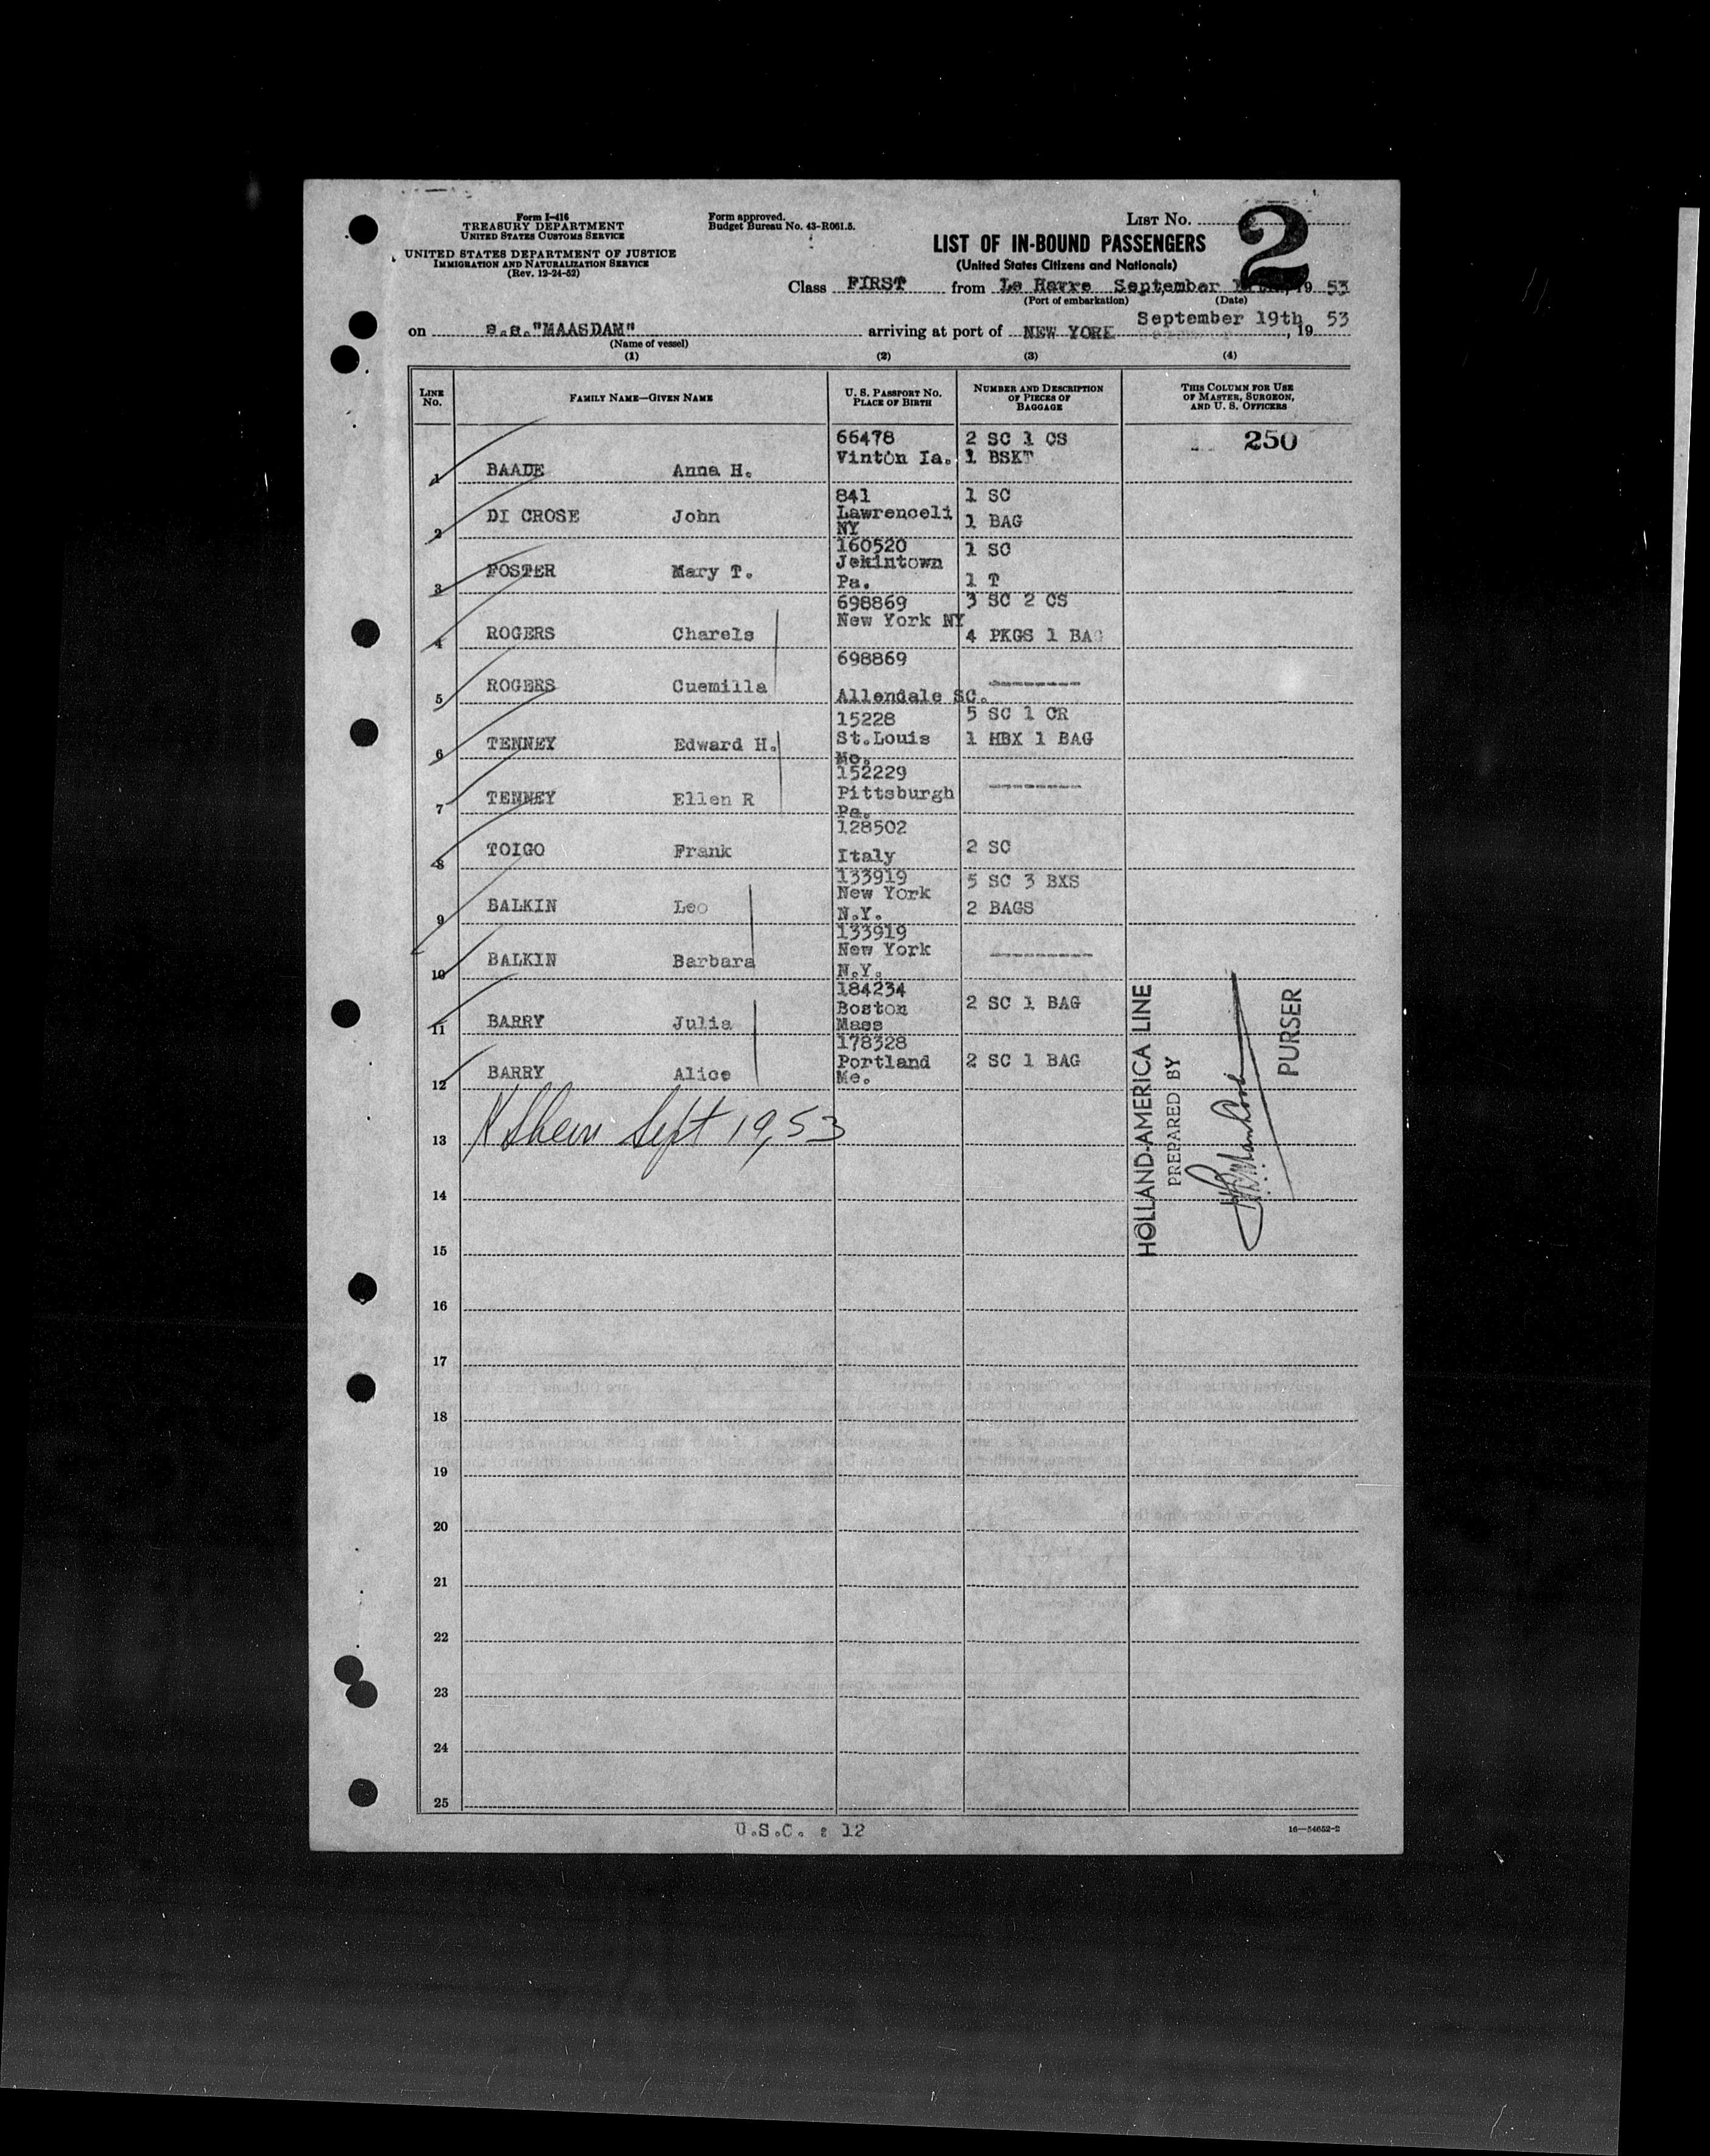 Form I-416
TREASURY DEPARTMENT
UNITED STATES CUSTOMS SERVICE
UNITED STATES DEPARTMENT OF JUSTICE
IMMIGRATION AND NATURALIZATION SERVICE
(Rev. 12-24-52)
Form approved.
Budget Bureau No. 43-R061.5.
LIST No. 2
LIST OF IN-BOUND PASSENGERS
(United States Citizens and Nationals)
Class FIRST from Le Havre September , 19 53
(Port of embarkation) (Date)
on s.s."MAASDAM" arriving at port of NEW YORK September 19th, 19 53
(Name of vessel)
(1) (2) (3) (4)
LINE No. FAMILY NAME—GIVEN NAME U. S. PASSPORT No. PLACE OF BIRTH NUMBER AND DESCRIPTION OF PIECES OF BAGGAGE THIS COLUMN FOR USE OF MASTER, SURGEON, AND U. S. OFFICERS
66478 2 SC 1 CS 250
Vinton Ia. 1 BSKT
1 BAADE Anna H.
841 1 SC
2 DI CROSE John Lawrenceli 1 BAG
NY
160520 1 SC
Jekintown
3 FOSTER Mary T. Pa. 1 T
698869 3 SC 2 CS
New York NY
4 ROGERS Charels 4 PKGS 1 BAG
698869
5 ROGERS Cuemilla Allendale SC. --------
15228 5 SC 1 CR
6 TENNEY Edward H. St.Louis 1 HBX 1 BAG
Mo.
152229
7 TENNEY Ellen R Pittsburgh --------
Pa.
128502
8 TOIGO Frank Italy 2 SC
133919 5 SC 3 BXS
New York
9 BALKIN Leo N.Y. 2 BAGS
133919
New York
10 BALKIN Barbara N.Y. --------
184234
Boston 2 SC 1 BAG
11 BARRY Julia Mass
178328
Portland 2 SC 1 BAG
12 BARRY Alice Me.
13 Sept 19, 53
14
15
16
17
18
19
20
21
22
23
24
25
HOLLAND-AMERICA LINE
PREPARED BY
PURSER
U.S.C. : 12
16—54652-2